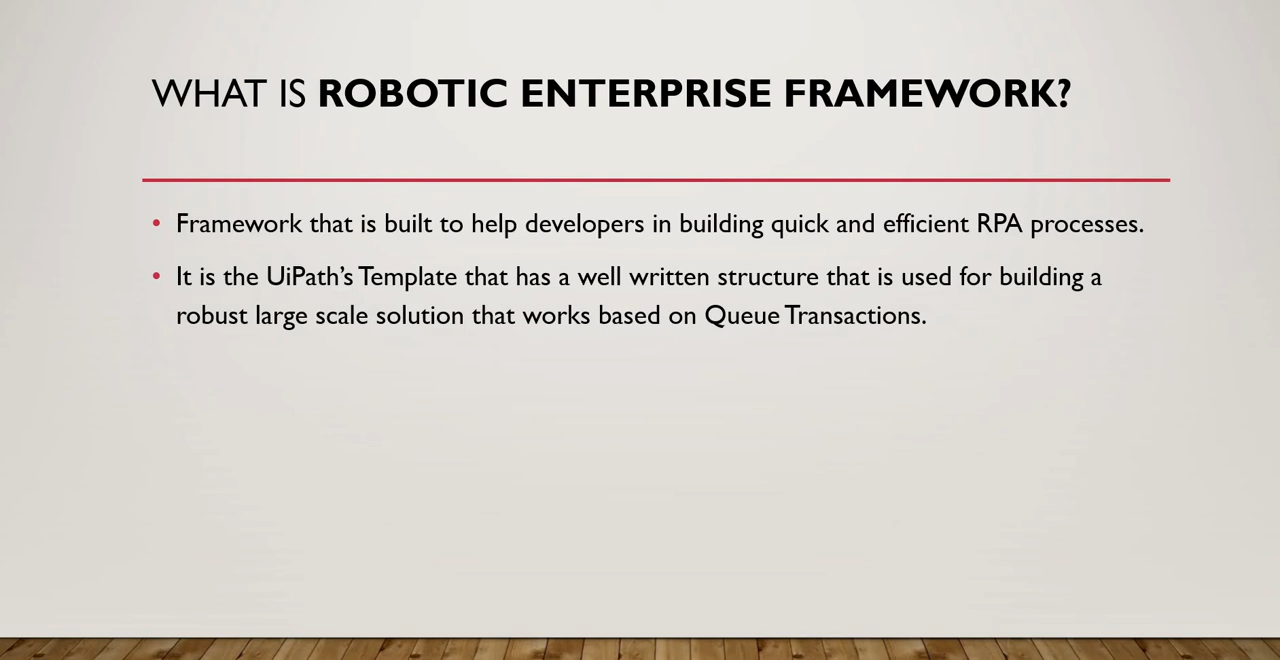 WHAT IS ROBOTIC ENTERPRISE FRAMEWORK?
• Framework that is built to help developers in building quick and efficient RPA processes.
• It is the UiPath’s Template that has a well written structure that is used for building a
robust large scale solution that works based on Queue Transactions.